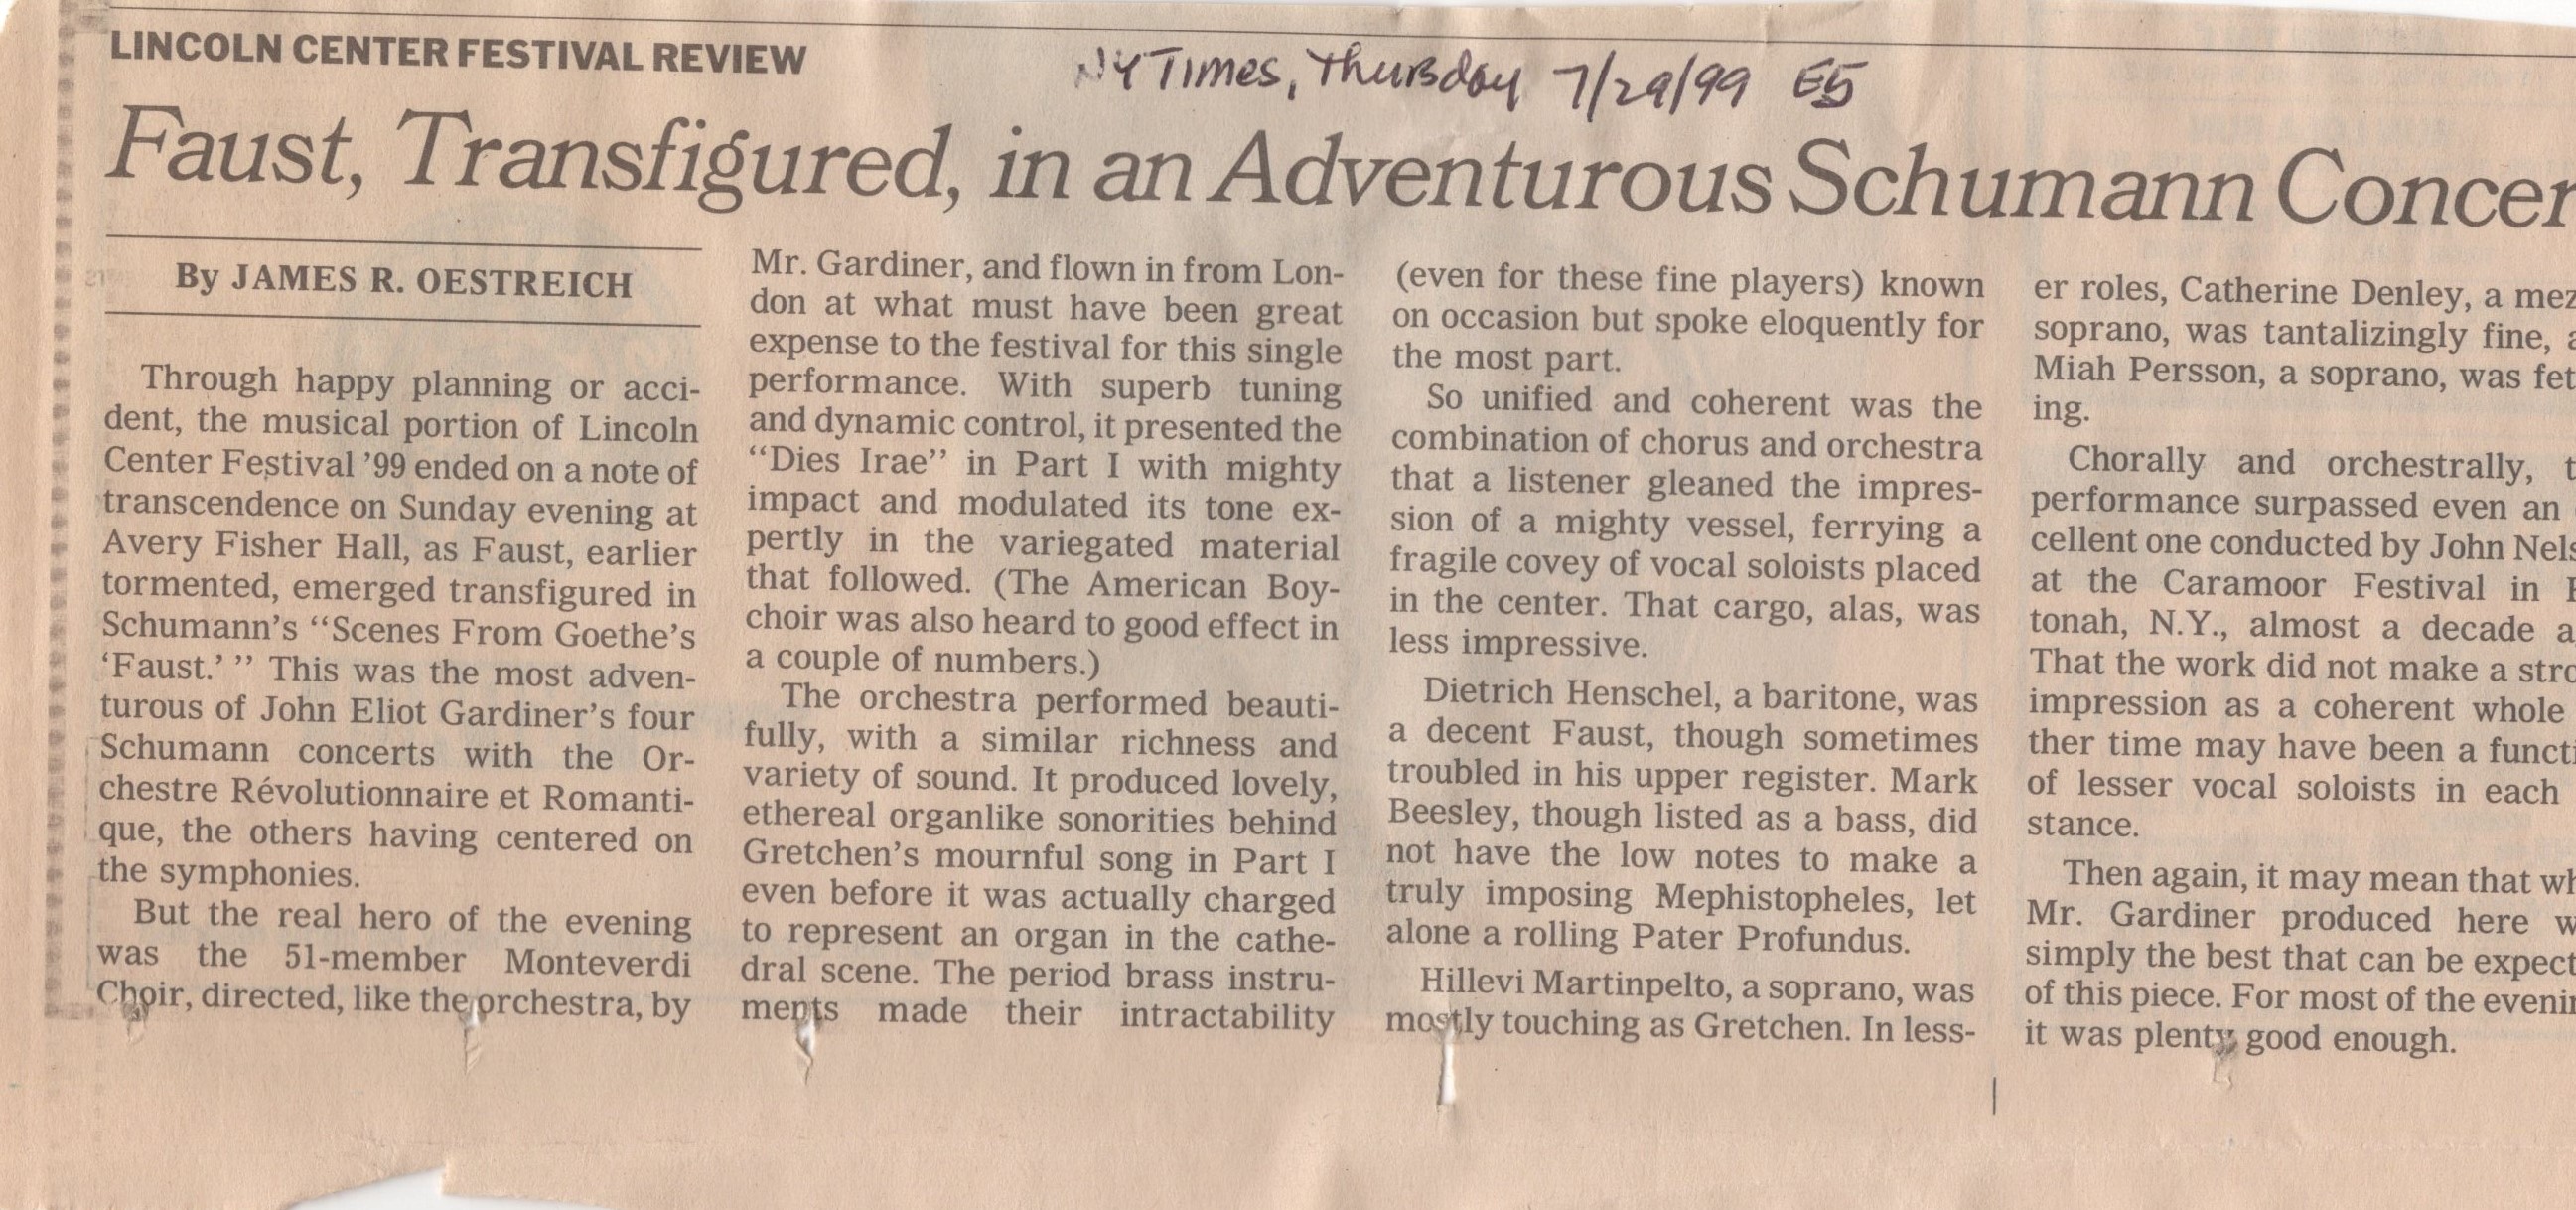 LINCOLN CENTER FESTIVAL REVIEW
NY Times, Thursday 7/29/99 E5
Faust, Transfigured, in an Adventurous Schumann Concer
By JAMES R. OESTREICH
Through happy planning or acci-
dent, the musical portion of Lincoln
Center Festival ’99 ended on a note of
transcendence on Sunday evening at
Avery Fisher Hall, as Faust, earlier
tormented, emerged transfigured in
Schumann’s “Scenes From Goethe’s
‘Faust.’ ” This was the most adven-
turous of John Eliot Gardiner’s four
Schumann concerts with the Or-
chestre Révolutionnaire et Romanti-
que, the others having centered on
the symphonies.
But the real hero of the evening
was the 51-member Monteverdi
Choir, directed, like the orchestra, by
Mr. Gardiner, and flown in from Lon-
don at what must have been great
expense to the festival for this single
performance. With superb tuning
and dynamic control, it presented the
“Dies Irae” in Part I with mighty
impact and modulated its tone ex-
pertly in the variegated material
that followed. (The American Boy-
choir was also heard to good effect in
a couple of numbers.)
The orchestra performed beauti-
fully, with a similar richness and
variety of sound. It produced lovely,
ethereal organlike sonorities behind
Gretchen’s mournful song in Part I
even before it was actually charged
to represent an organ in the cathe-
dral scene. The period brass instru-
ments made their intractability
(even for these fine players) known
on occasion but spoke eloquently for
the most part.
So unified and coherent was the
combination of chorus and orchestra
that a listener gleaned the impres-
sion of a mighty vessel, ferrying a
fragile covey of vocal soloists placed
in the center. That cargo, alas, was
less impressive.
Dietrich Henschel, a baritone, was
a decent Faust, though sometimes
troubled in his upper register. Mark
Beesley, though listed as a bass, did
not have the low notes to make a
truly imposing Mephistopheles, let
alone a rolling Pater Profundus.
Hillevi Martinpelto, a soprano, was
mostly touching as Gretchen. In less-
er roles, Catherine Denley, a mez
soprano, was tantalizingly fine, a
Miah Persson, a soprano, was fet
ing.
Chorally and orchestrally, t
performance surpassed even an
cellent one conducted by John Nels
at the Caramoor Festival in K
tonah, N.Y., almost a decade a
That the work did not make a stro
impression as a coherent whole
ther time may have been a functi
of lesser vocal soloists in each
stance.
Then again, it may mean that wh
Mr. Gardiner produced here w
simply the best that can be expect
of this piece. For most of the evenin
it was plenty good enough.